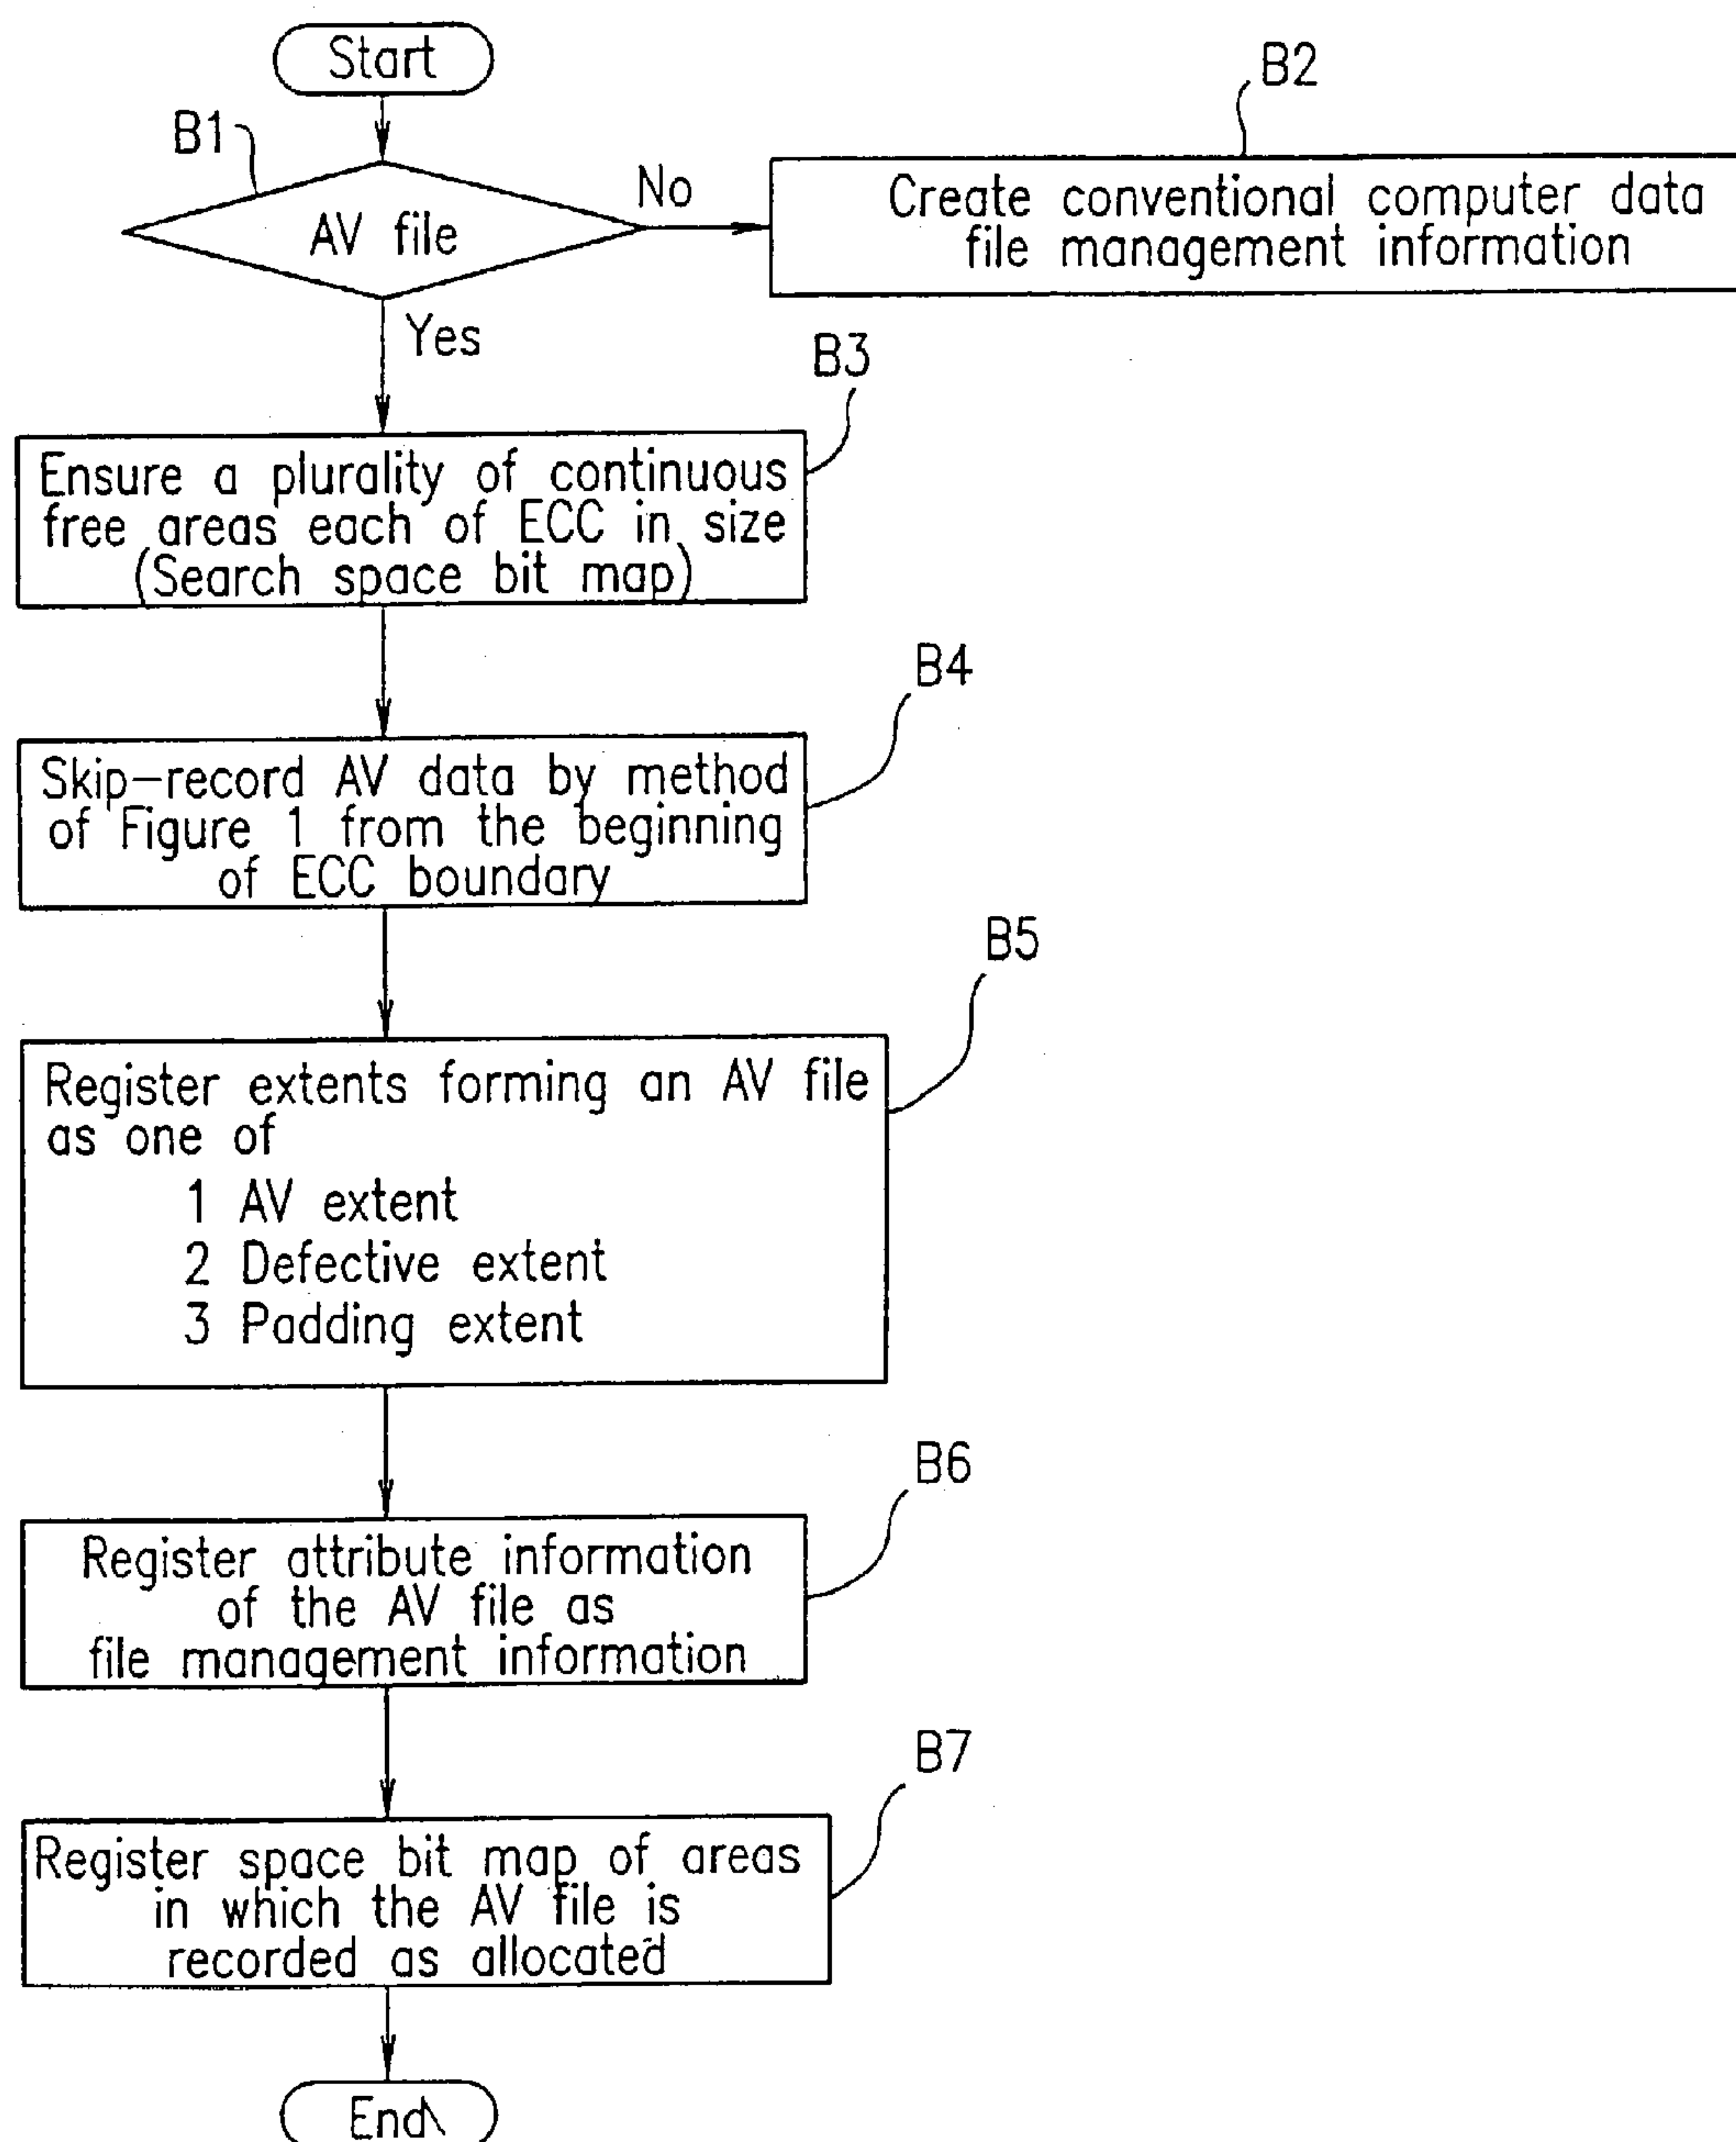 Start
B1
B2
AV file
No
Create conventional computer data
file management information
Yes
B3
Ensure a plurality of continuous
free areas each of ECC in size
(Search space bit map)
B4
Skip-record AV data by method
of Figure 1 from the beginning
of ECC boundary
B5
Register extents forming an AV file
as one of
1 AV extent
2 Defective extent
3 Padding extent
B6
Register attribute information
of the AV file as
file management information
B7
Register space bit map of areas
in which the AV file is
recorded as allocated
End